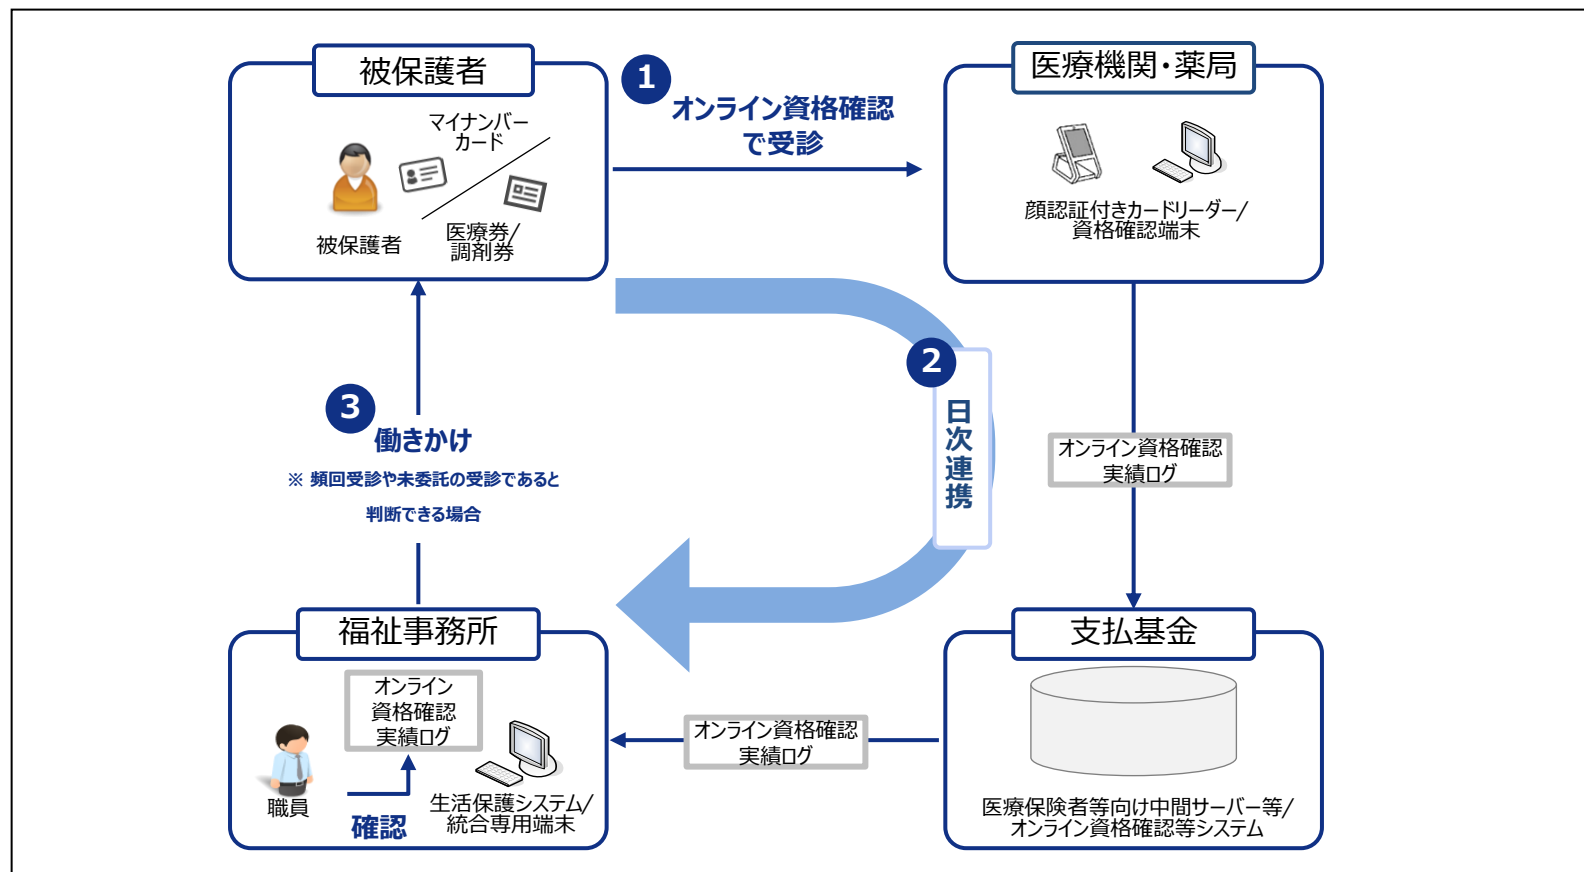 被保護者
マイナンバー
カード
被保護者
医療券/
調剤券
1
オンライン資格確認
で受診
医療機関・薬局
顔認証付きカードリーダー/
資格確認端末
2
日次連携
オンライン資格確認
実績ログ
3
働きかけ
※ 頻回受診や未委託の受診であると
判断できる場合
福祉事務所
オンライン
資格確認
実績ログ
職員
確認
生活保護システム/
統合専用端末
オンライン資格確認
実績ログ
支払基金
医療保険者等向け中間サーバー等/
オンライン資格確認等システム